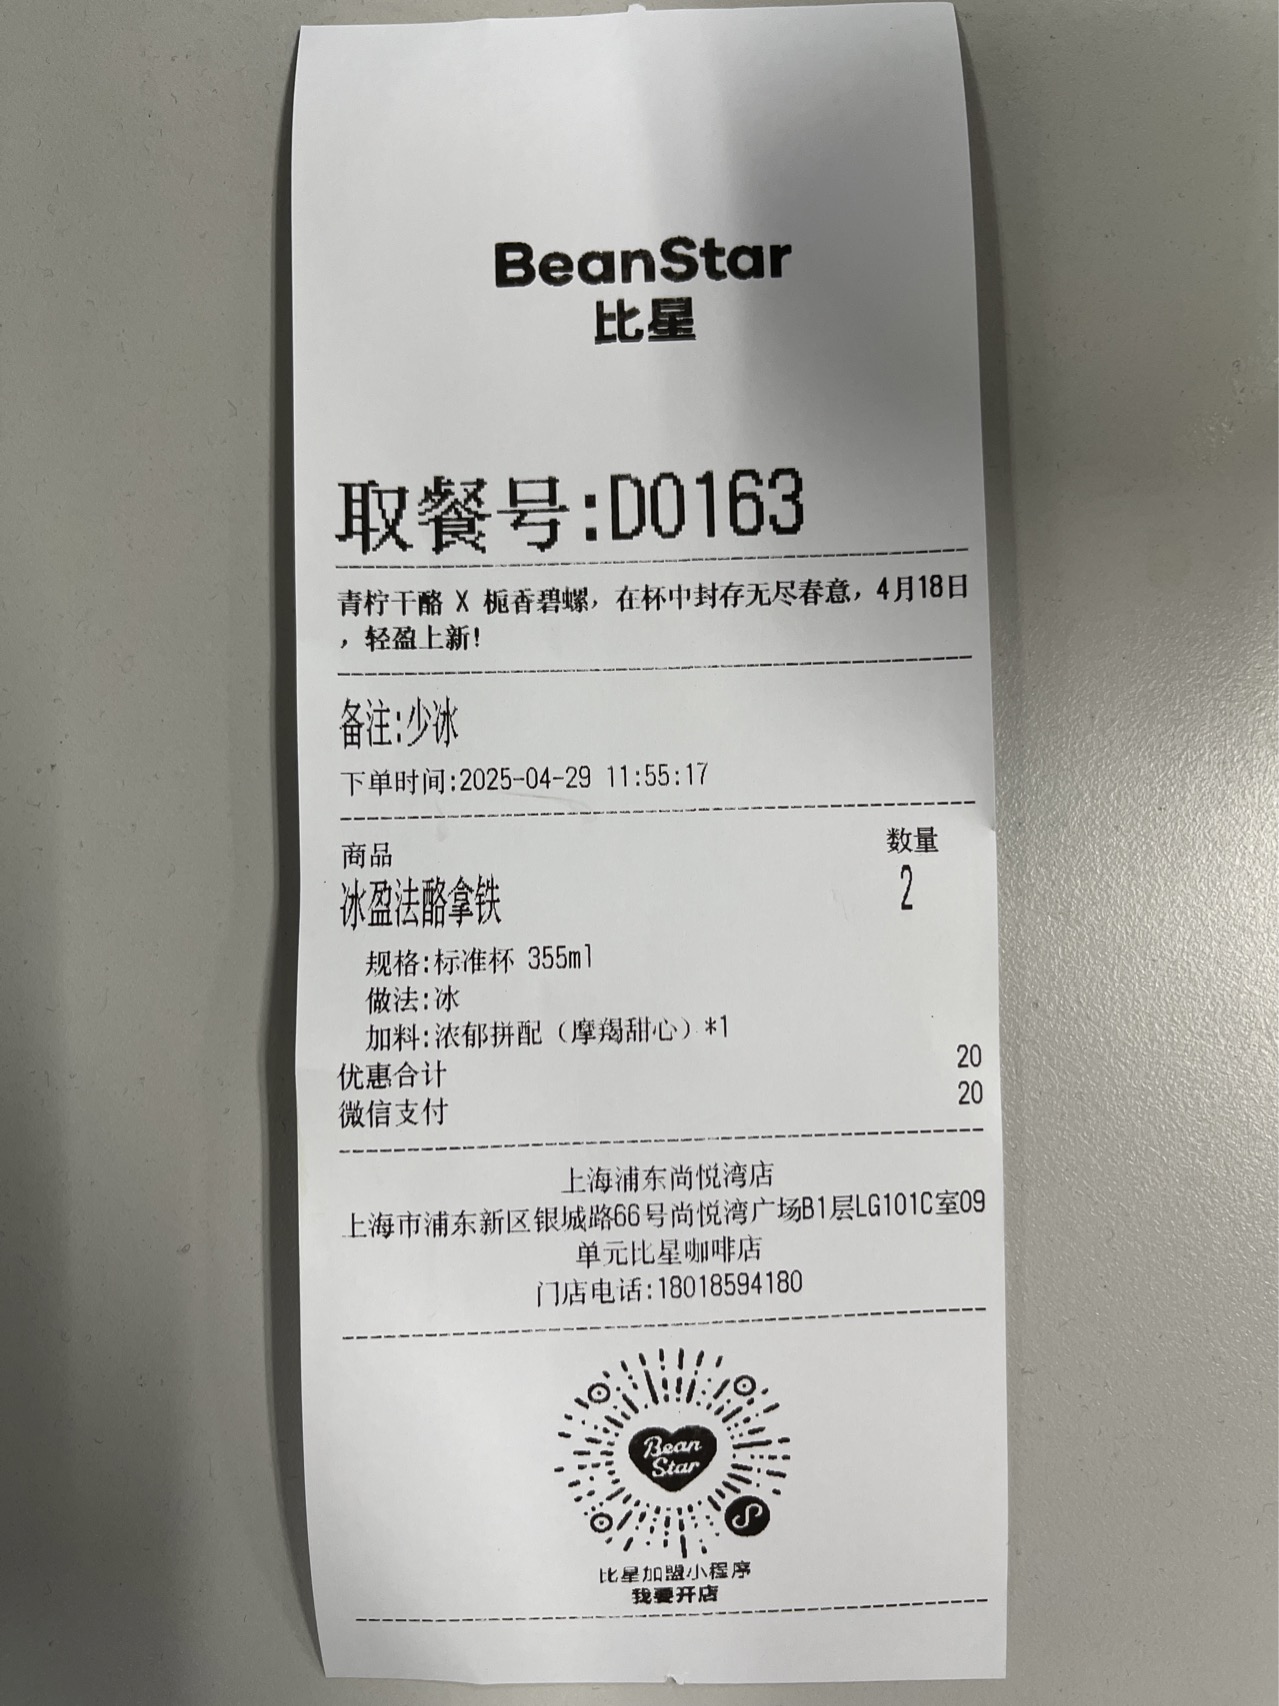 BeanStar
比星
取餐号:D0163
青柠干酪 X 栀香碧螺，在杯中封存无尽春意，4月18日
，轻盈上新!
备注:少冰
下单时间:2025-04-29 11:55:17
商品 数量
冰盈法酪拿铁 2
规格:标准杯 355ml
做法:冰
加料:浓郁拼配（摩羯甜心）*1
优惠合计 20
微信支付 20
上海浦东尚悦湾店
上海市浦东新区银城路66号尚悦湾广场B1层LG101C室09
单元比星咖啡店
门店电话:18018594180
Bean
Star
比星加盟小程序
我要开店